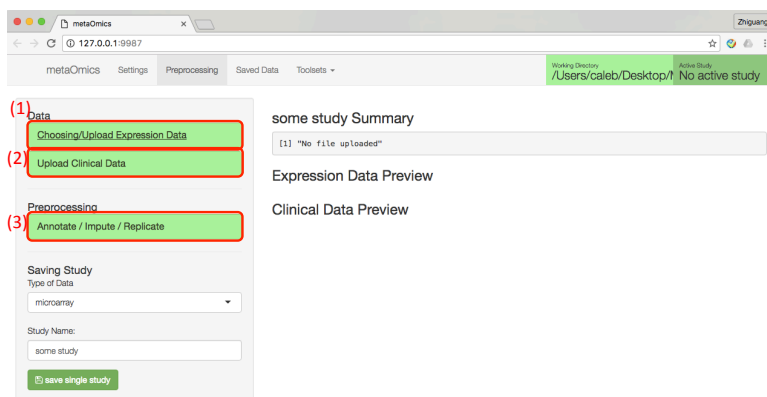 metaOmics
Zhiguang
127.0.0.1:9987
metaOmics Settings Preprocessing Saved Data Toolsets
Working Directory
/Users/caleb/Desktop/
Active Study
No active study
(1)
Data
Choosing/Upload Expression Data
(2)
Upload Clinical Data
Preprocessing
(3)
Annotate / Impute / Replicate
Saving Study
Type of Data
microarray
Study Name:
some study
save single study
some study Summary
[1] "No file uploaded"
Expression Data Preview
Clinical Data Preview